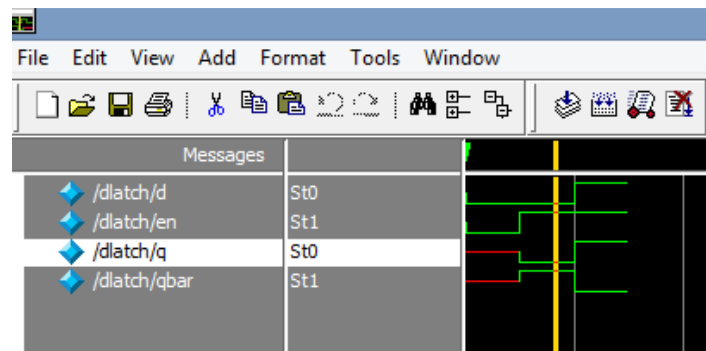 File Edit View Add Format Tools Window
Messages
/dlatch/d St0
/dlatch/en St1
/dlatch/q St0
/dlatch/qbar St1